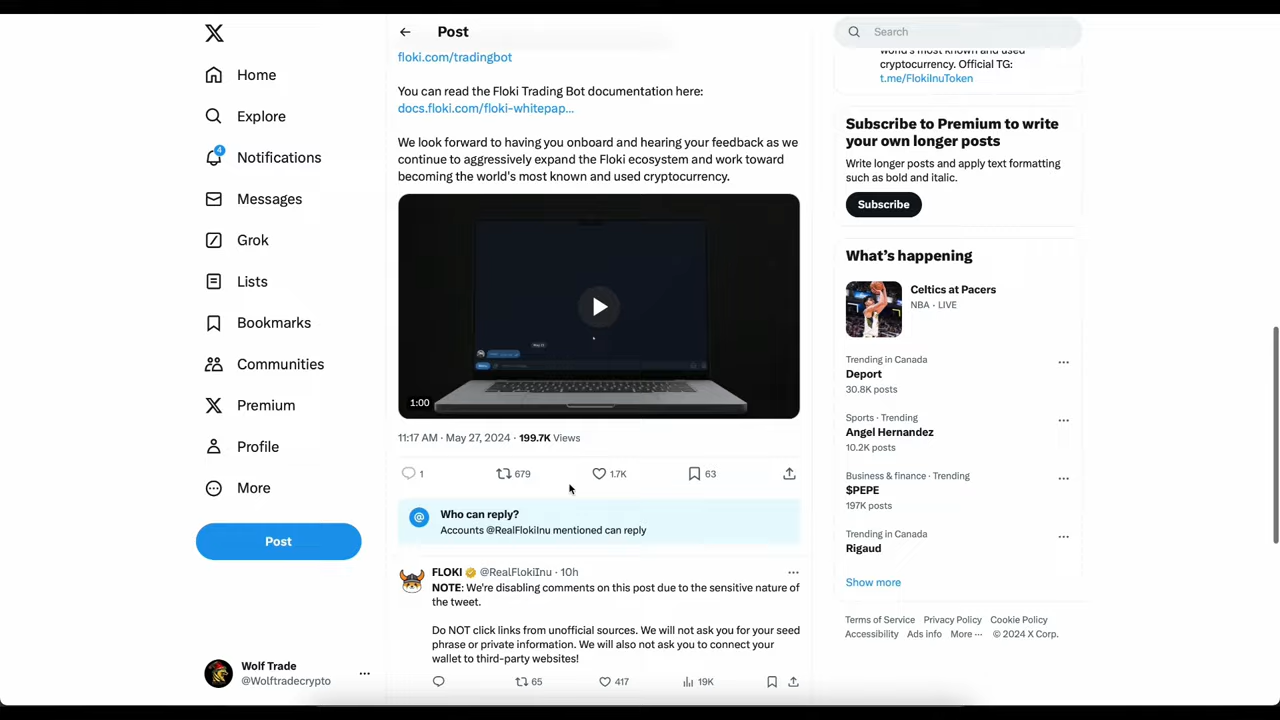 Home
Explore
4
Notifications
Messages
Grok
Lists
Bookmarks
Communities
Premium
Profile
More
Post
Wolf Trade
@Wolftradecrypto
Post
floki.com/tradingbot
You can read the Floki Trading Bot documentation here:
docs.floki.com/floki-whitepap...
We look forward to having you onboard and hearing your feedback as we
continue to aggressively expand the Floki ecosystem and work toward
becoming the world's most known and used cryptocurrency.
1:00
11:17 AM · May 27, 2024 · 199.7K Views
1 679 1.7K 63
Who can reply?
Accounts @RealFlokiInu mentioned can reply
FLOKI @RealFlokiInu · 10h
NOTE: We're disabling comments on this post due to the sensitive nature of
the tweet.
Do NOT click links from unofficial sources. We will not ask you for your seed
phrase or private information. We will also not ask you to connect your
wallet to third-party websites!
65 417 19K
Search
world's most known and used
cryptocurrency. Official TG:
t.me/FlokiInuToken
Subscribe to Premium to write
your own longer posts
Write longer posts and apply text formatting
such as bold and italic.
Subscribe
What's happening
Celtics at Pacers
NBA · LIVE
Trending in Canada
Deport
30.8K posts
Sports · Trending
Angel Hernandez
10.2K posts
Business & finance · Trending
$PEPE
197K posts
Trending in Canada
Rigaud
Show more
Terms of Service Privacy Policy Cookie Policy
Accessibility Ads info More ··· © 2024 X Corp.